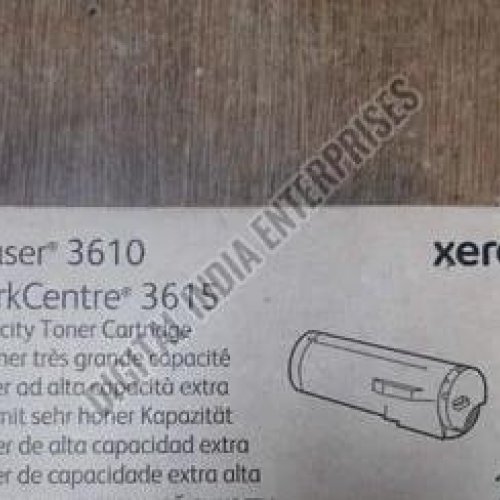 aser® 3610
xero
rkCentre® 3615
city Toner Cartridge
ner très grande capacité
er ad alta capacità extra
mit sehr hoher Kapazität
er de alta capacidad extra
er de capacidade extra alta
DIGITAL INDIA ENTERPRISES